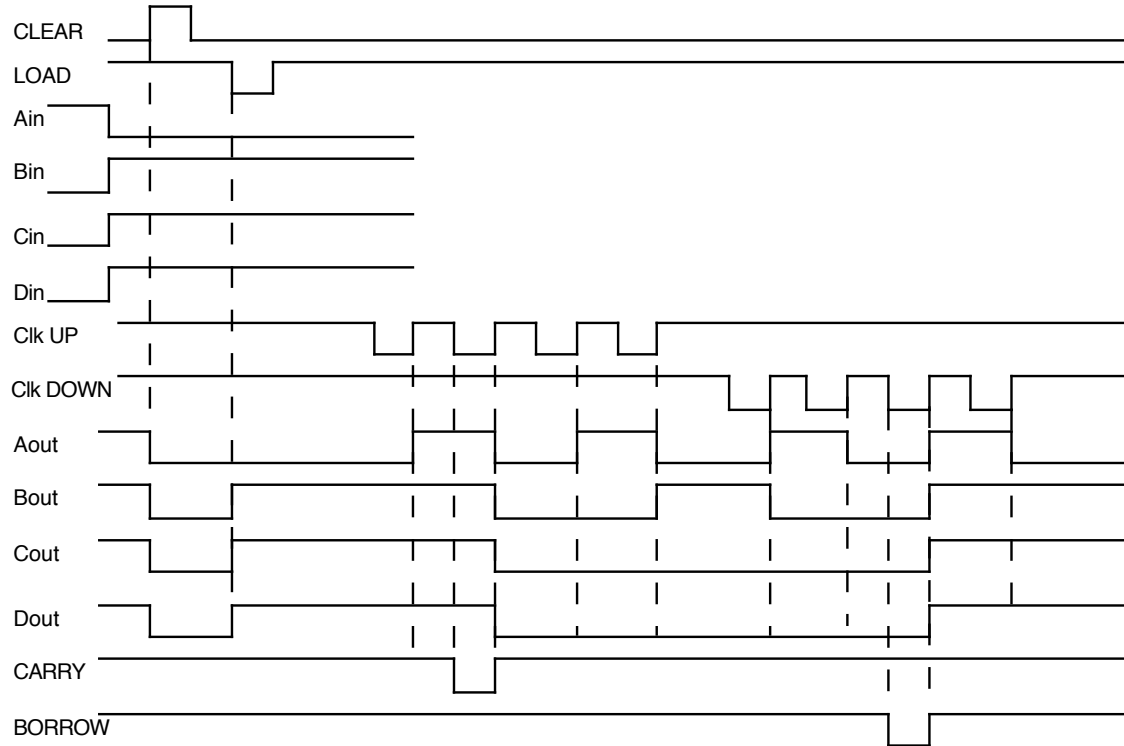 CLEAR
LOAD
Ain
Bin
Cin
Din
Clk UP
Clk DOWN
Aout
Bout
Cout
Dout
CARRY
BORROW